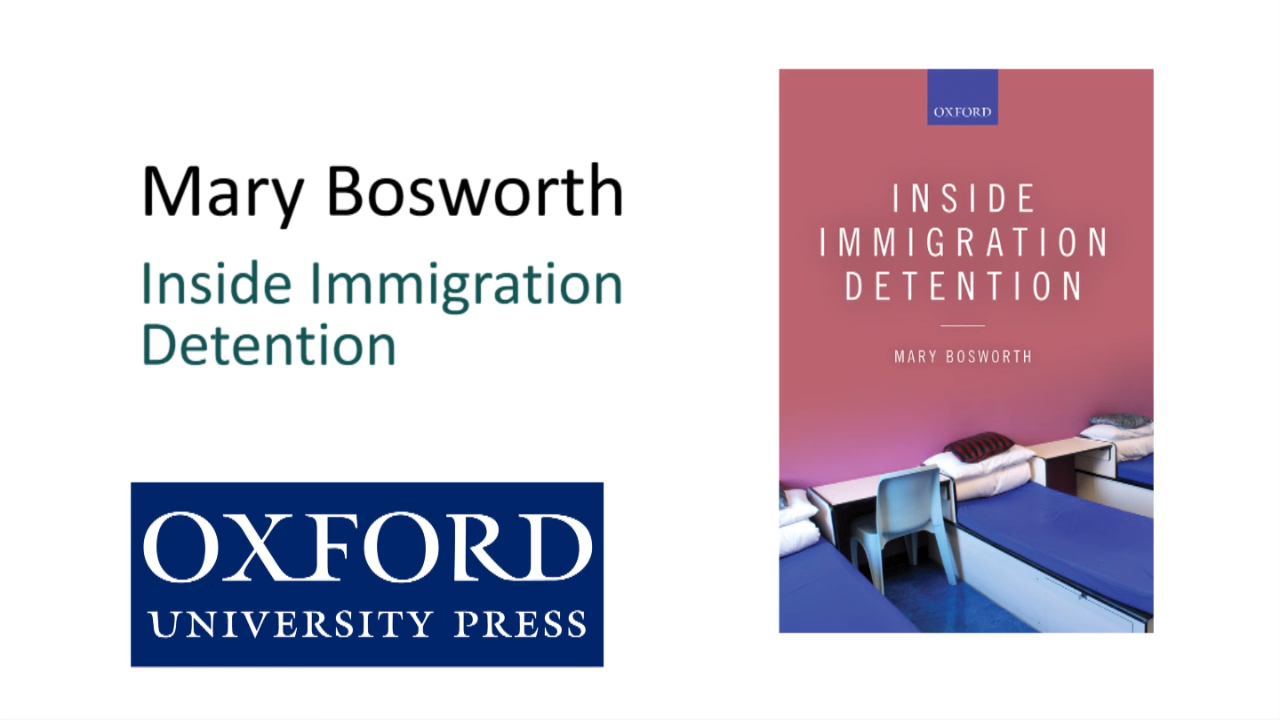 Mary Bosworth
Inside Immigration
Detention
OXFORD
UNIVERSITY PRESS
OXFORD
INSIDE
IMMIGRATION
DETENTION
MARY BOSWORTH